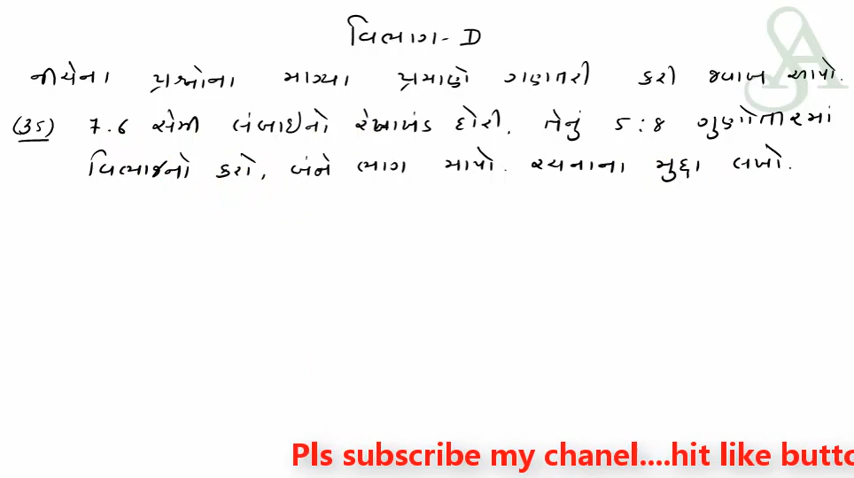 વિભાગ - D
નીચેના પ્રશ્નોના માગ્યા પ્રમાણે ગણતરી કરી જવાબ આપો.
(35) 7.6 સેમી લંબાઈનો રેખાખંડ દોરી, તેનું 5:8 ગુણોત્તરમાં
વિભાજનો કરો, બંને ભાગ માપો. રચનાના મુદ્દા લખો.
Pls subscribe my chanel....hit like butto